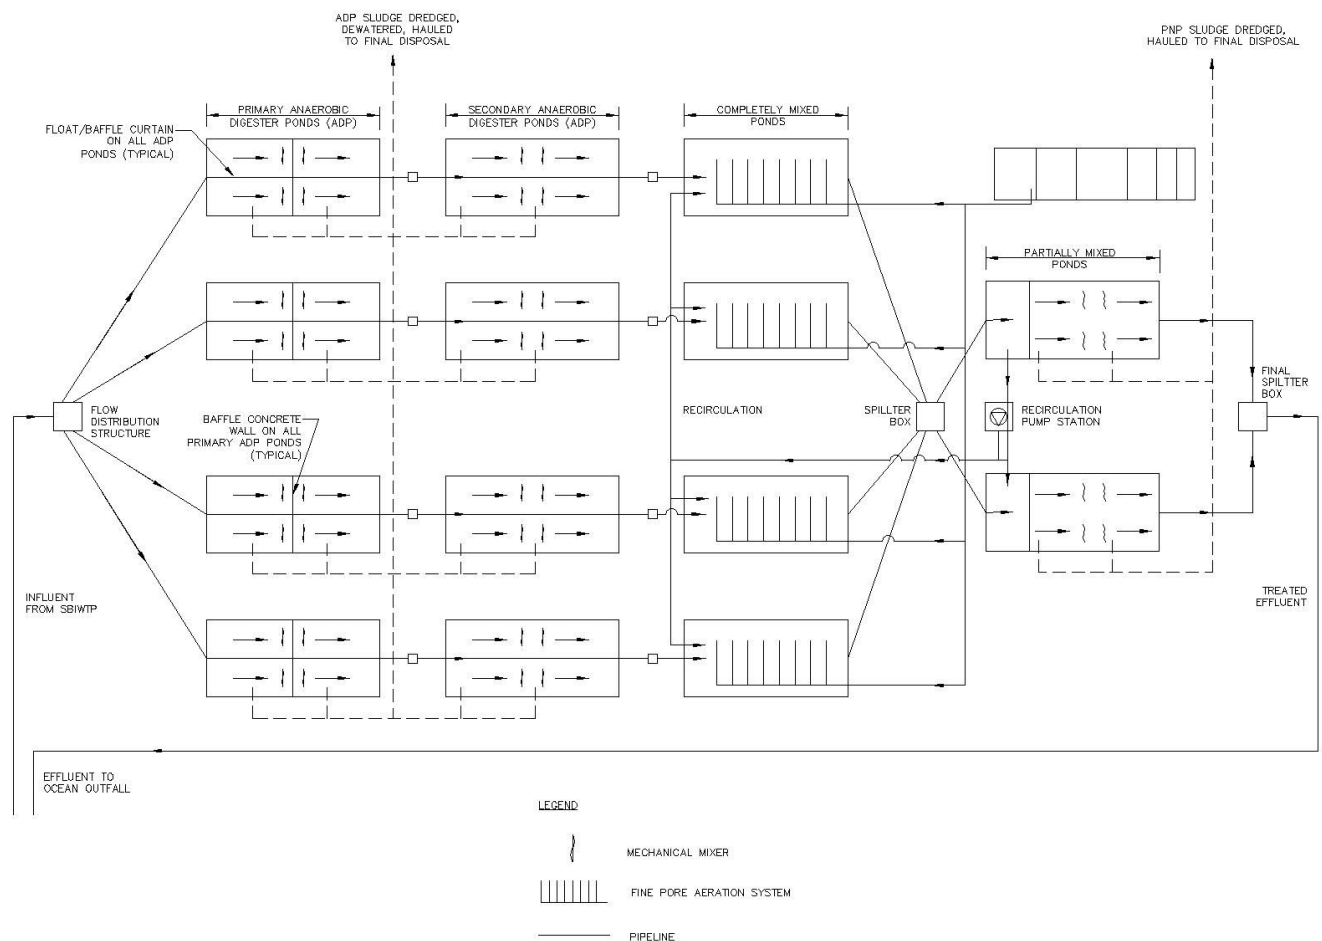 ADP SLUDGE DREDGED,
DEWATERED, HAULED
TO FINAL DISPOSAL
PNP SLUDGE DREDGED,
HAULED TO FINAL DISPOSAL
PRIMARY ANAEROBIC
DIGESTER PONDS (ADP)
SECONDARY ANAEROBIC
DIGESTER PONDS (ADP)
COMPLETELY MIXED
PONDS
FLOAT/BAFFLE CURTAIN
ON ALL ADP
PONDS (TYPICAL)
PARTIALLY MIXED
PONDS
FLOW
DISTRIBUTION
STRUCTURE
BAFFLE CONCRETE
WALL ON ALL
PRIMARY ADP PONDS
(TYPICAL)
RECIRCULATION
SPILLTER
BOX
RECIRCULATION
PUMP STATION
FINAL
SPILTTER
BOX
INFLUENT
FROM SBIWTP
TREATED
EFFLUENT
EFFLUENT TO
OCEAN OUTFALL
LEGEND
MECHANICAL MIXER
FINE PORE AERATION SYSTEM
PIPELINE